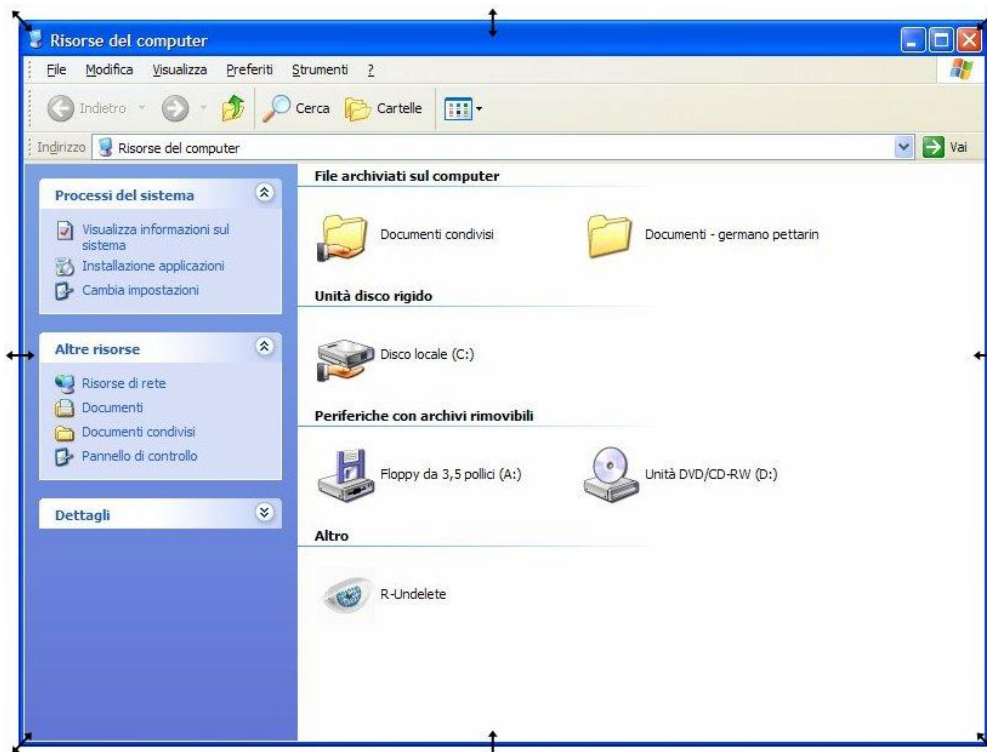 Risorse del computer
File Modifica Visualizza Preferiti Strumenti ?
Indietro Cerca Cartelle
Indirizzo Risorse del computer Vai
Processi del sistema
Visualizza informazioni sul
sistema
Installazione applicazioni
Cambia impostazioni
Altre risorse
Risorse di rete
Documenti
Documenti condivisi
Pannello di controllo
Dettagli
File archiviati sul computer
Documenti condivisi Documenti - germano pettarin
Unità disco rigido
Disco locale (C:)
Periferiche con archivi rimovibili
Floppy da 3,5 pollici (A:) Unità DVD/CD-RW (D:)
Altro
R-Undelete